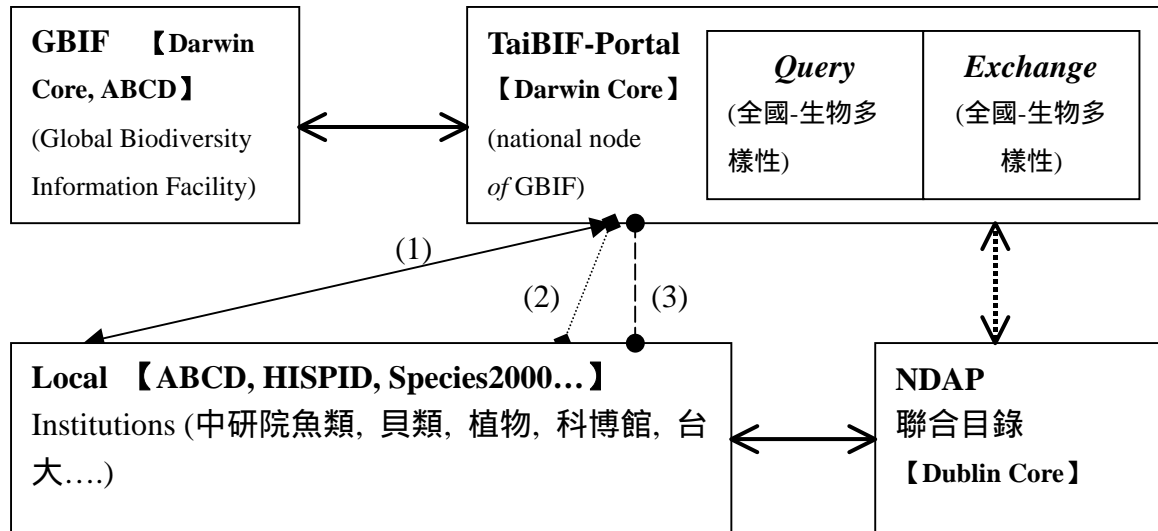 GBIF 【Darwin
Core, ABCD】
(Global Biodiversity
Information Facility)
TaiBIF-Portal
【Darwin Core】
(national node
of GBIF)
Query
(全國-生物多
樣性)
Exchange
(全國-生物多
樣性)
(1)
(2)
(3)
Local 【ABCD, HISPID, Species2000…】
Institutions (中研院魚類, 貝類, 植物, 科博館, 台
大….)
NDAP
聯合目錄
【Dublin Core】